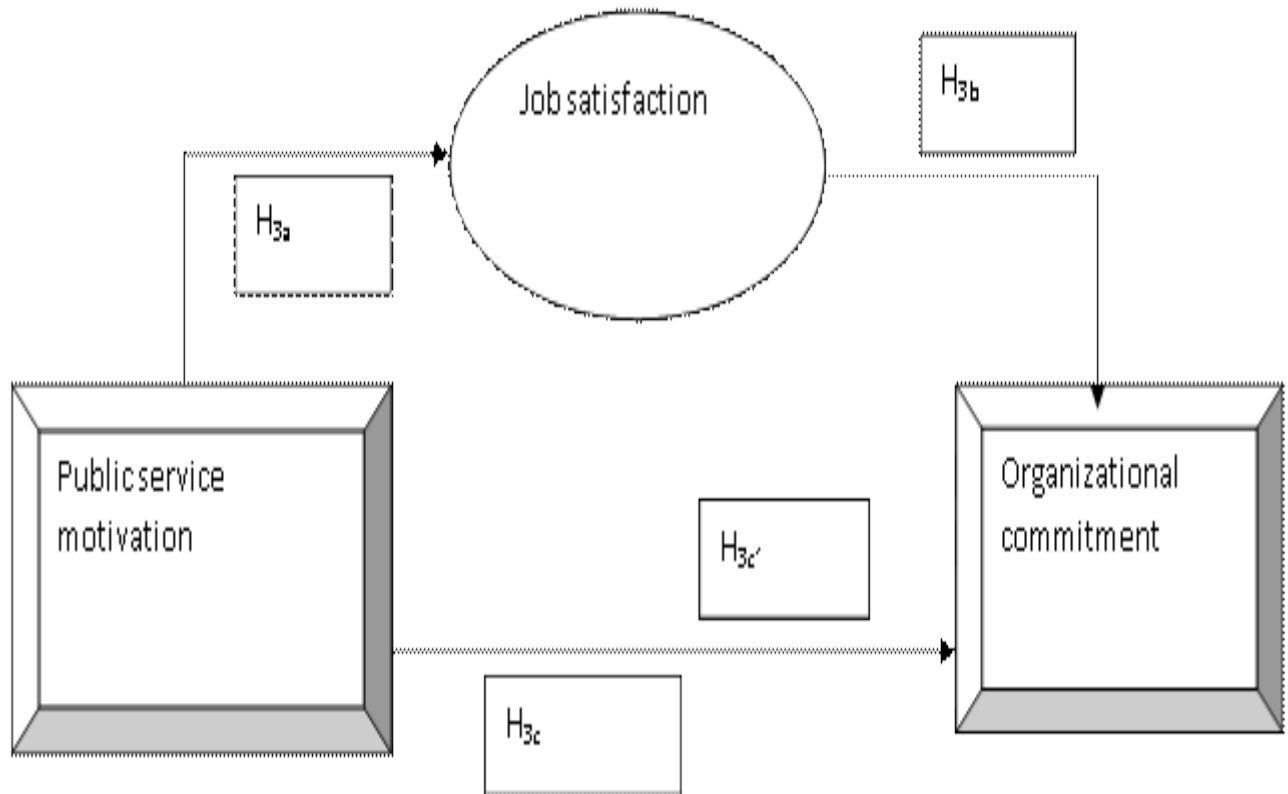 Job satisfaction
H3b
H3a
Public service
motivation
Organizational
commitment
H3c′
H3c